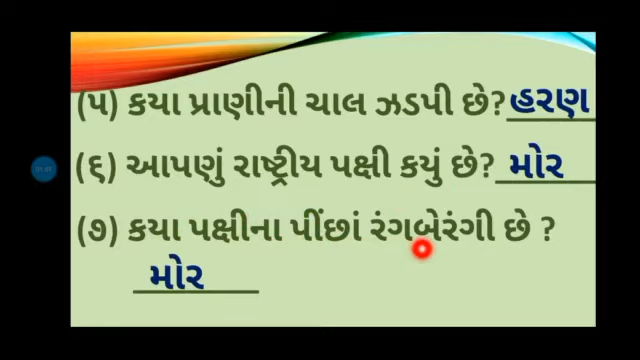 (૫) કયા પ્રાણીની ચાલ ઝડપી છે? હરણ
(૬) આપણું રાષ્ટ્રીય પક્ષી કયું છે? મોર
(૭) કયા પક્ષીના પીંછાં રંગબેરંગી છે ?
મોર